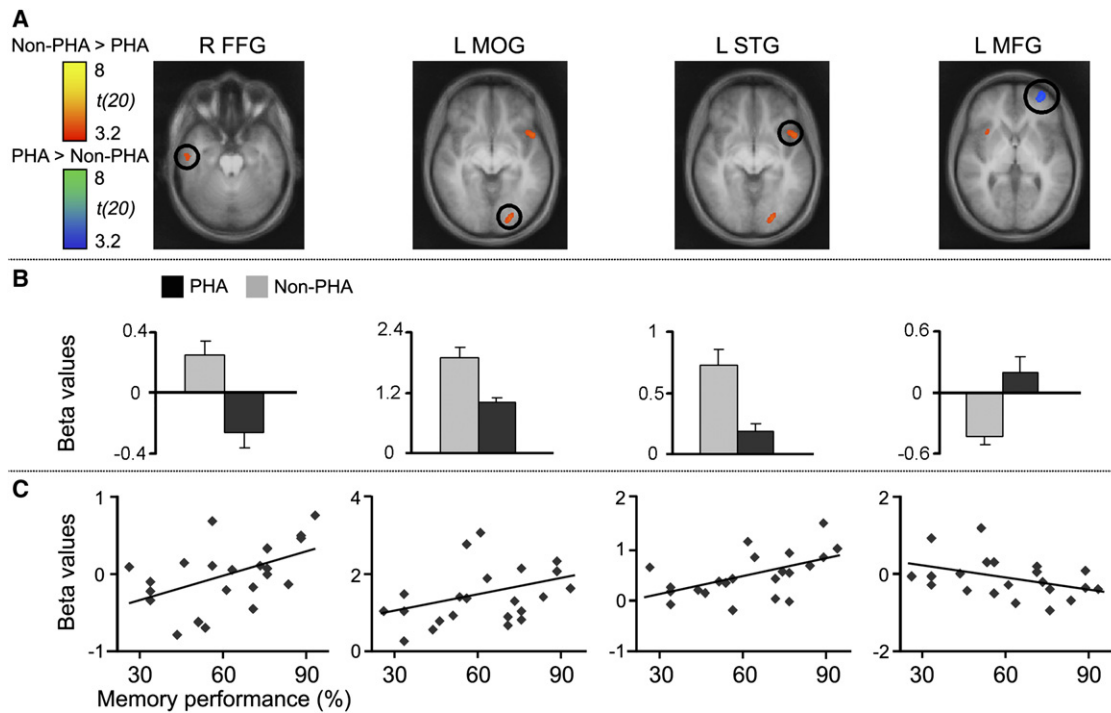 A
Non-PHA > PHA
8
t(20)
3.2
PHA > Non-PHA
8
t(20)
3.2
R FFG
L MOG
L STG
L MFG
B
PHA
Non-PHA
Beta values
0.4
0
-0.4
2.4
1.2
0
1
0.5
0
0.6
0
-0.6
C
Beta values
1
0
-1
30 60 90
4
2
0
30 60 90
2
1
0
-1
30 60 90
2
0
-2
30 60 90
Memory performance (%)